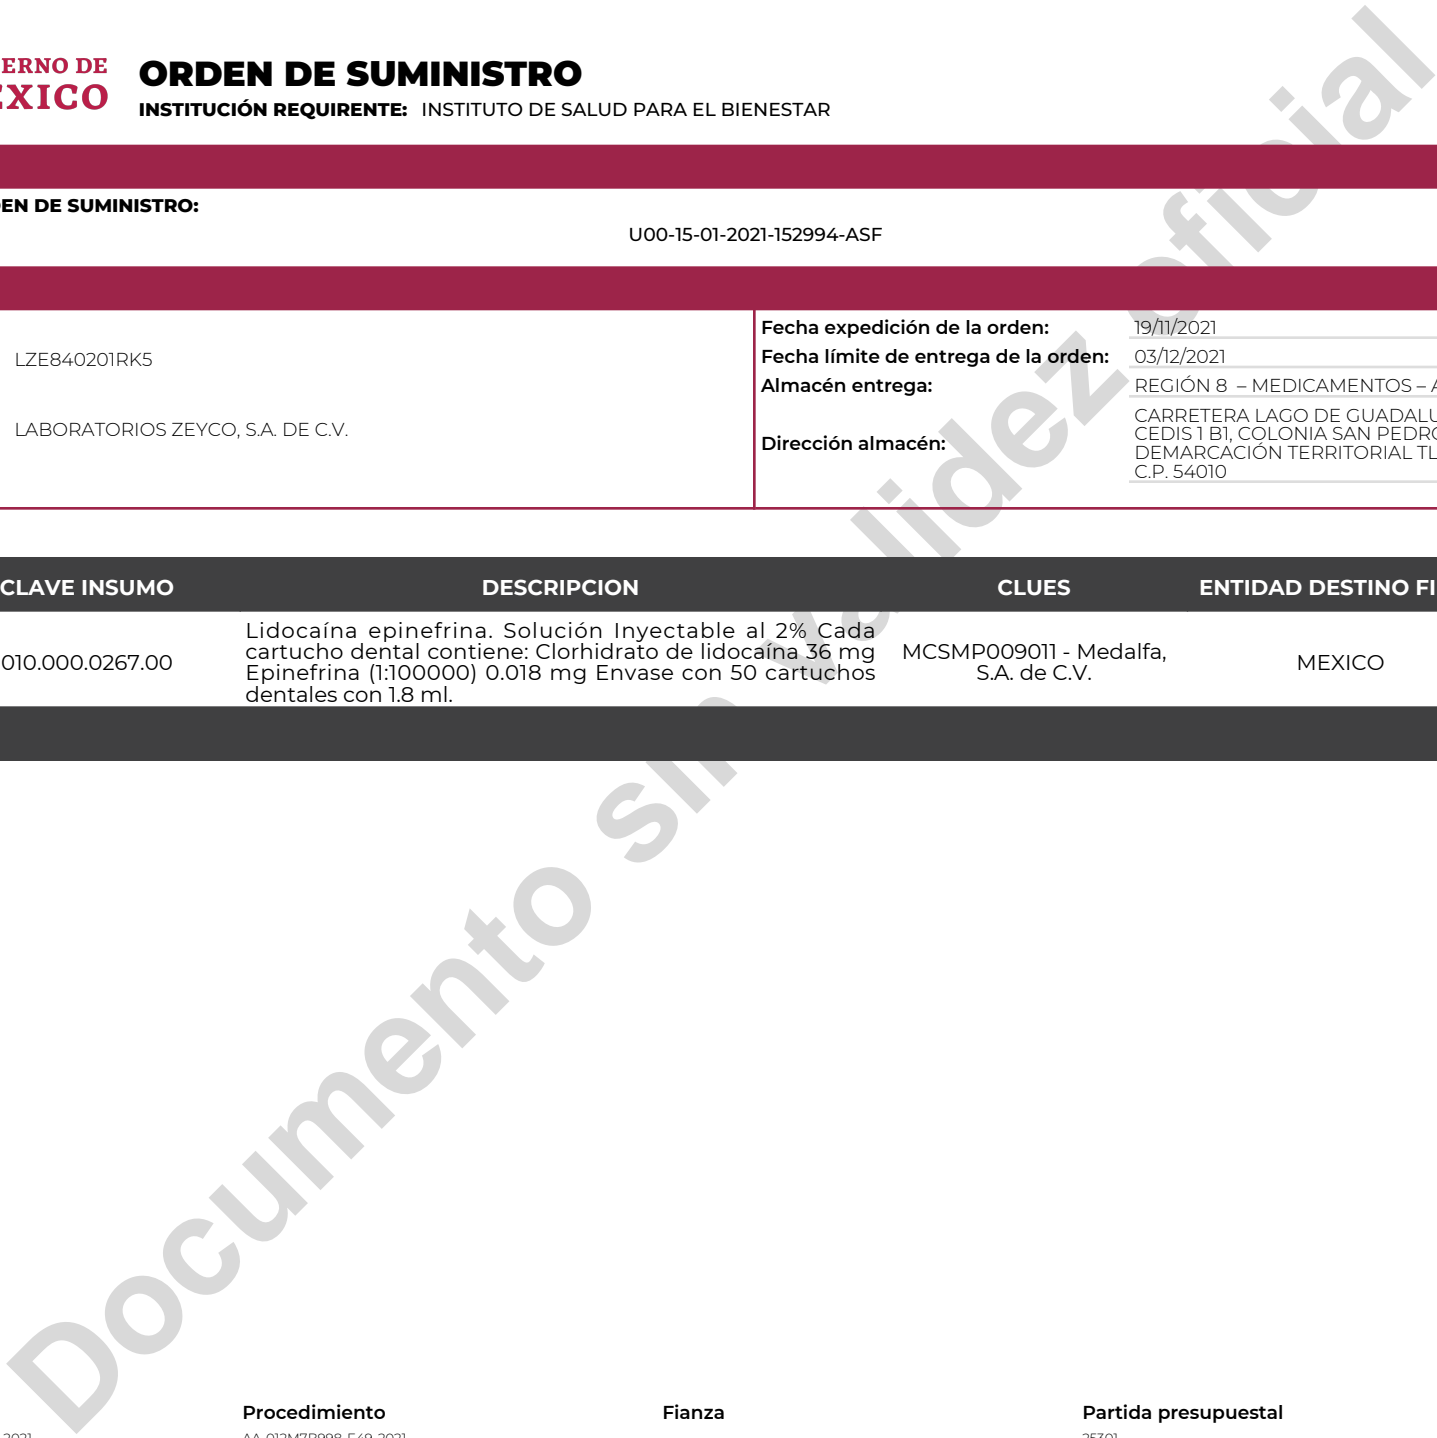 ERNO DE
EXICO
ORDEN DE SUMINISTRO
INSTITUCIÓN REQUIRENTE: INSTITUTO DE SALUD PARA EL BIENESTAR
EN DE SUMINISTRO:
U00-15-01-2021-152994-ASF
LZE840201RK5
LABORATORIOS ZEYCO, S.A. DE C.V.
Fecha expedición de la orden: 19/11/2021
Fecha límite de entrega de la orden: 03/12/2021
Almacén entrega: REGIÓN 8 – MEDICAMENTOS – A
Dirección almacén:
CARRETERA LAGO DE GUADALU
CEDIS 1 B1, COLONIA SAN PEDRO
DEMARCACIÓN TERRITORIAL TL
C.P. 54010
CLAVE INSUMO DESCRIPCION CLUES ENTIDAD DESTINO FI
010.000.0267.00
Lidocaína epinefrina. Solución Inyectable al 2% Cada
cartucho dental contiene: Clorhidrato de lidocaína 36 mg
Epinefrina (1:100000) 0.018 mg Envase con 50 cartuchos
dentales con 1.8 ml.
MCSMP009011 - Medalfa,
S.A. de C.V.
MEXICO
Documento sin validez oficial
Procedimiento Fianza Partida presupuestal